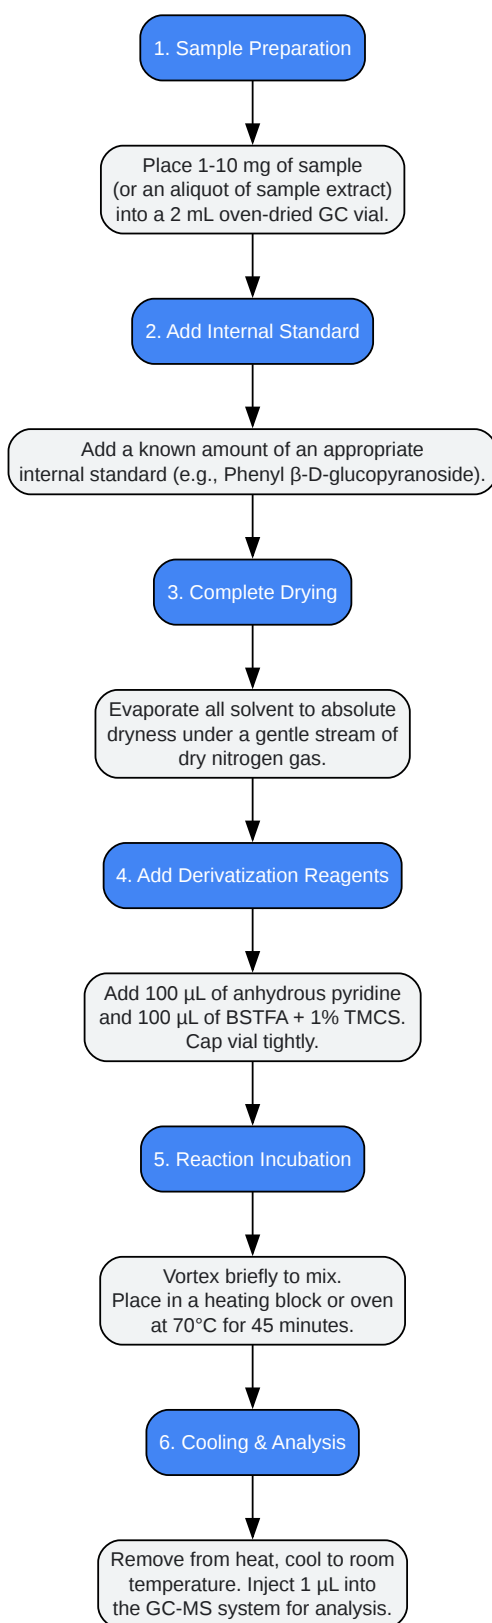 1. Sample Preparation
Place 1-10 mg of sample
(or an aliquot of sample extract)
into a 2 mL oven-dried GC vial.
2. Add Internal Standard
Add a known amount of an appropriate
internal standard (e.g., Phenyl β-D-glucopyranoside).
3. Complete Drying
Evaporate all solvent to absolute
dryness under a gentle stream of
dry nitrogen gas.
4. Add Derivatization Reagents
Add 100 µL of anhydrous pyridine
and 100 µL of BSTFA + 1% TMCS.
Cap vial tightly.
5. Reaction Incubation
Vortex briefly to mix.
Place in a heating block or oven
at 70°C for 45 minutes.
6. Cooling & Analysis
Remove from heat, cool to room
temperature. Inject 1 µL into
the GC-MS system for analysis.